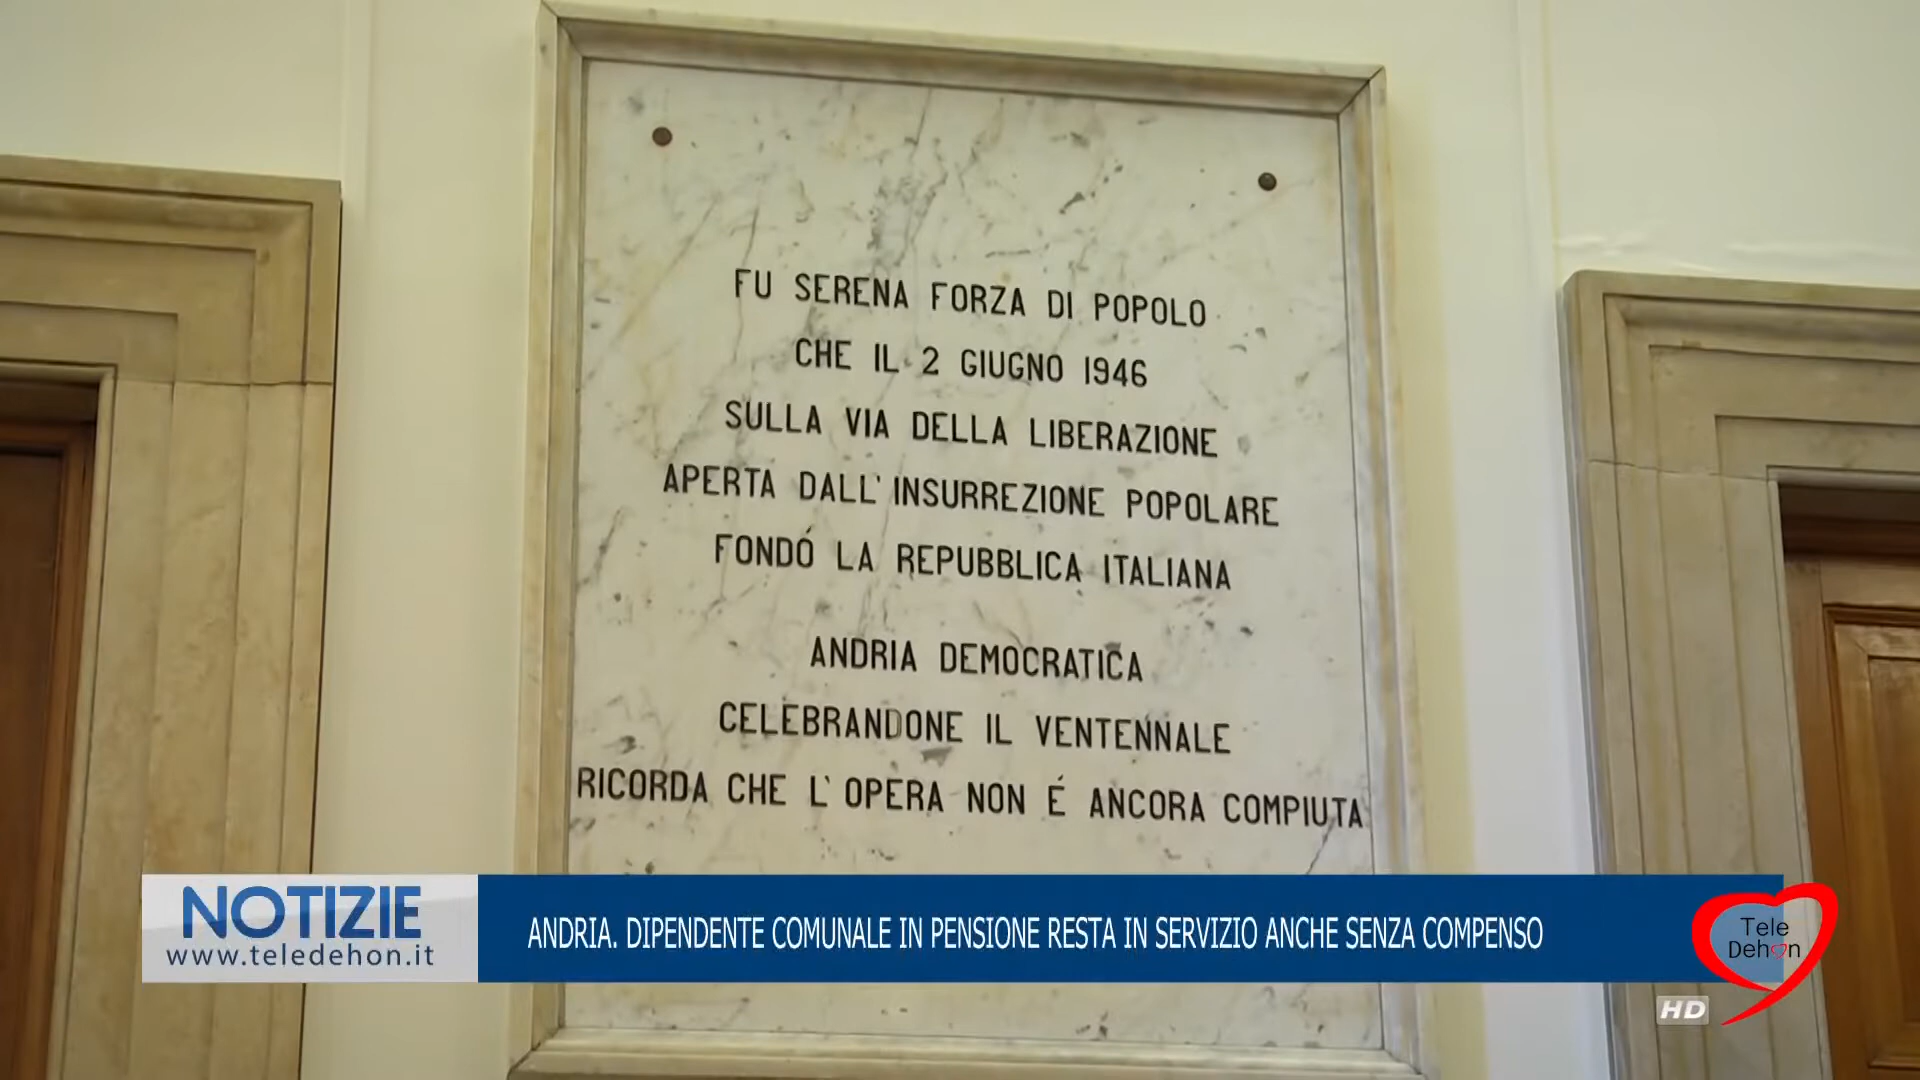 FU SERENA FORZA DI POPOLO
CHE IL 2 GIUGNO 1946
SULLA VIA DELLA LIBERAZIONE
APERTA DALL'INSURREZIONE POPOLARE
FONDÓ LA REPUBBLICA ITALIANA
ANDRIA DEMOCRATICA
CELEBRANDONE IL VENTENNALE
RICORDA CHE L'OPERA NON É ANCORA COMPIUTA
NOTIZIE
www.teledehon.it
ANDRIA. DIPENDENTE COMUNALE IN PENSIONE RESTA IN SERVIZIO ANCHE SENZA COMPENSO
Tele
Dehon
HD